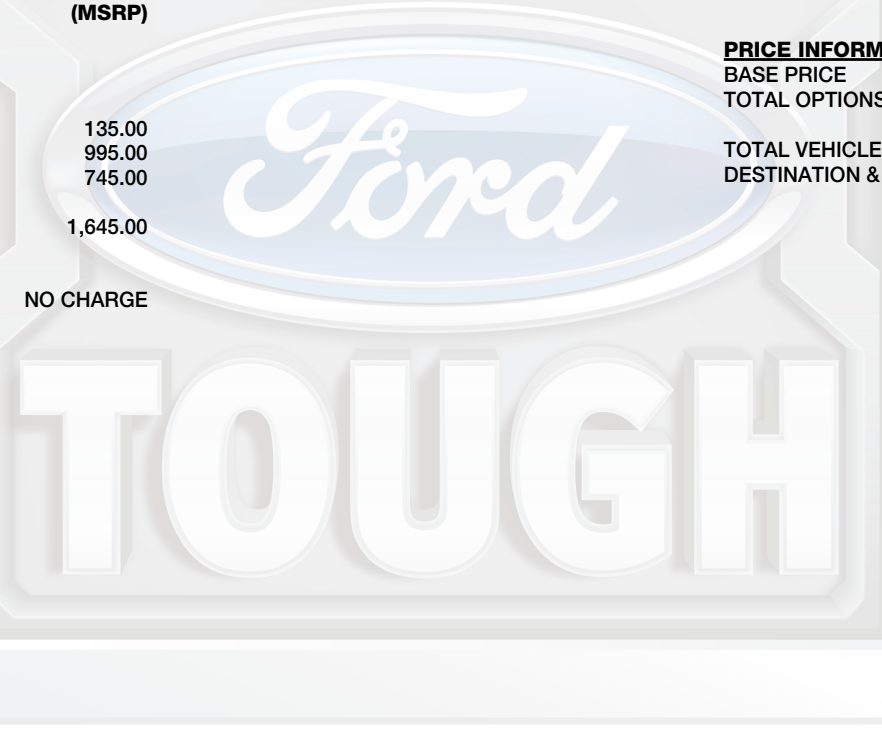 (MSRP)
135.00
995.00
745.00
1,645.00
NO CHARGE
PRICE INFORM
BASE PRICE
TOTAL OPTIONS
TOTAL VEHICLE
DESTINATION &
Ford
TOUGH